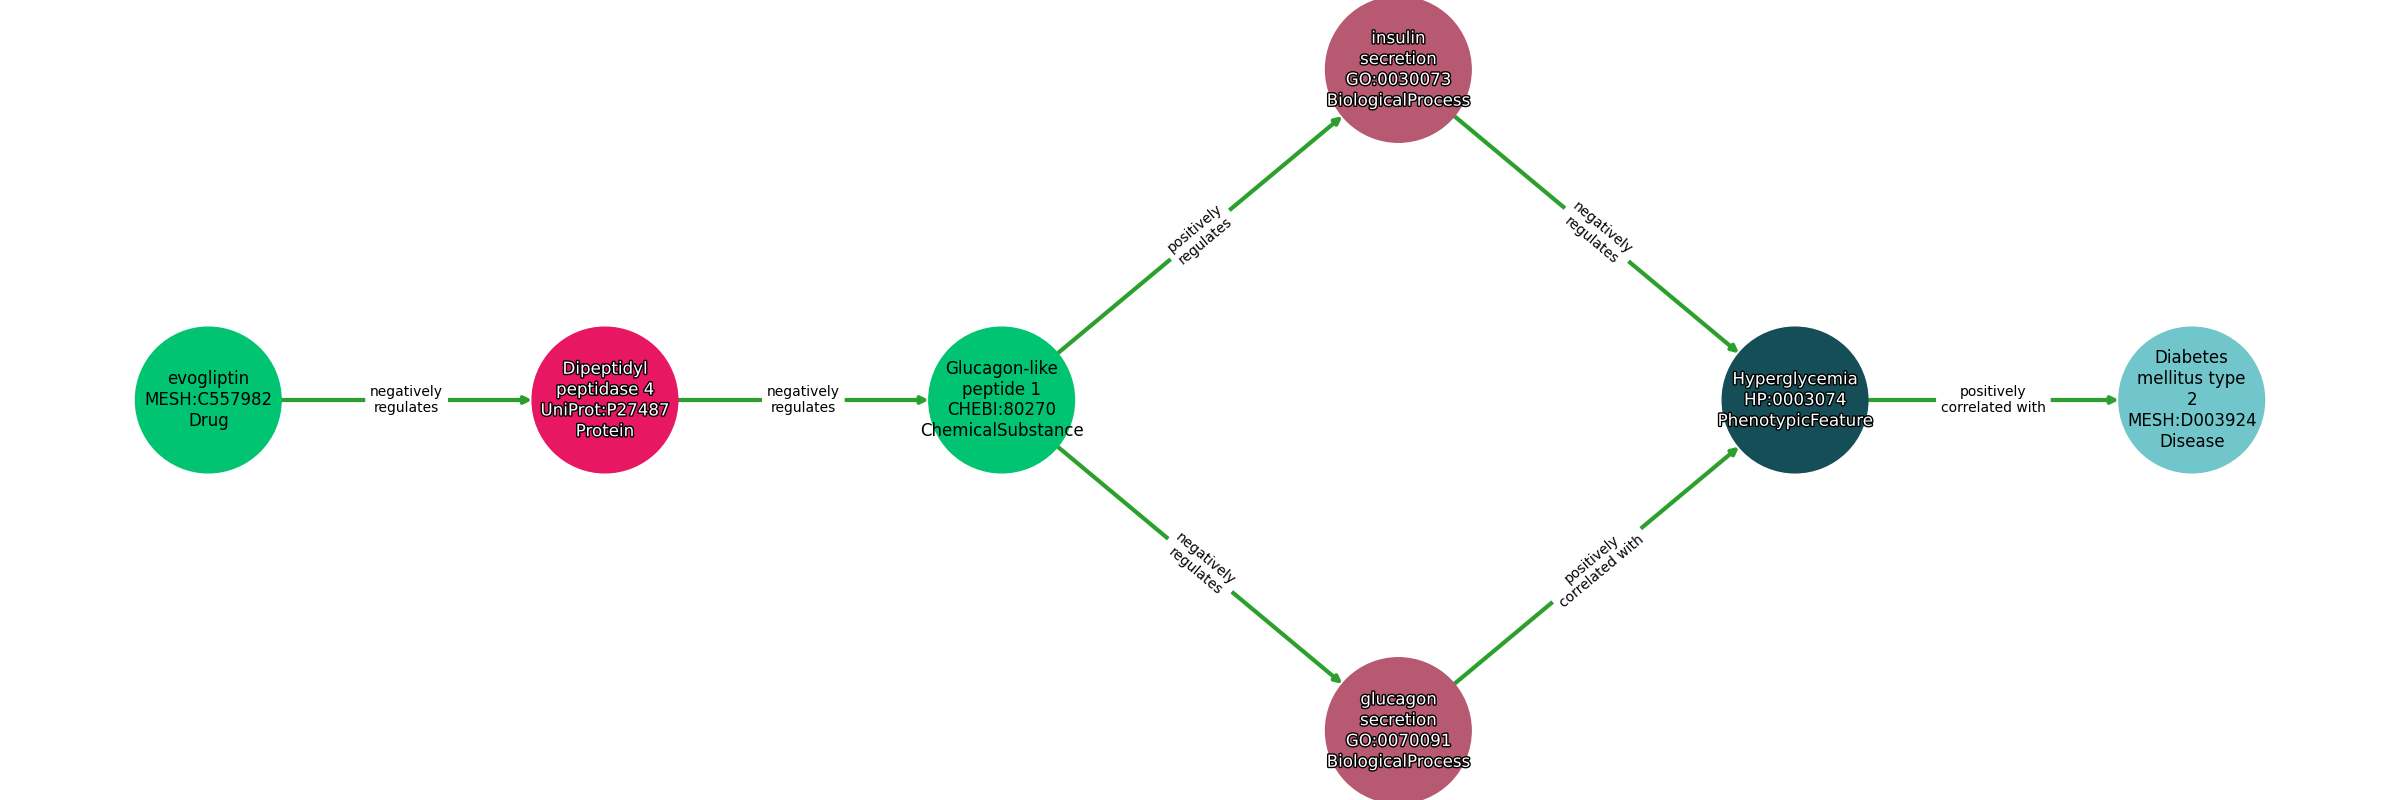 evogliptin
MESH:C557982
Drug
negatively
regulates
Dipeptidyl
peptidase 4
UniProt:P27487
Protein
negatively
regulates
Glucagon-like
peptide 1
CHEBI:80270
ChemicalSubstance
positively
regulates
insulin
secretion
GO:0030073
BiologicalProcess
negatively
regulates
negatively
regulates
glucagon
secretion
GO:0070091
BiologicalProcess
positively
correlated with
Hyperglycemia
HP:0003074
PhenotypicFeature
positively
correlated with
Diabetes
mellitus type
2
MESH:D003924
Disease